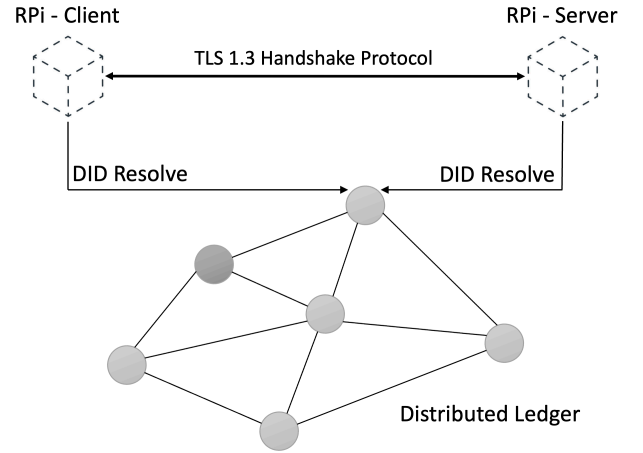 RPi - Client
RPi - Server
TLS 1.3 Handshake Protocol
DID Resolve
DID Resolve
Distributed Ledger